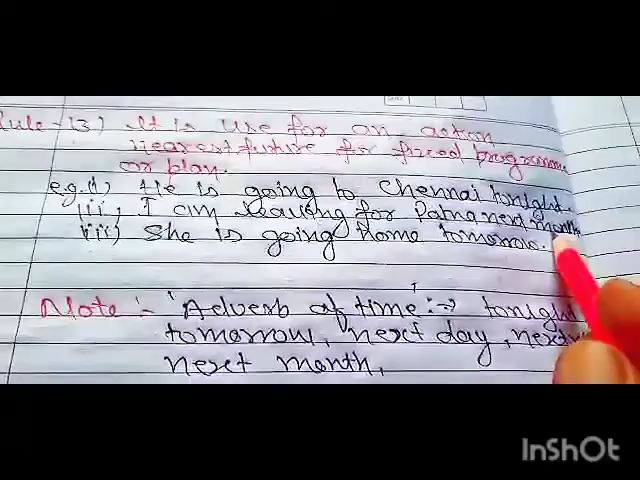 Rule-13) It is use for an action
nearest future for fixed programme
or plan.
e.g.(i) He is going to Chennai tonight.
(ii, I am leaving for Patna next month.
(iii) She is going home tomorrow.
Note :- 'Adverb of time' :-> tonight
tomorrow, next day, next
next month,
InShOt